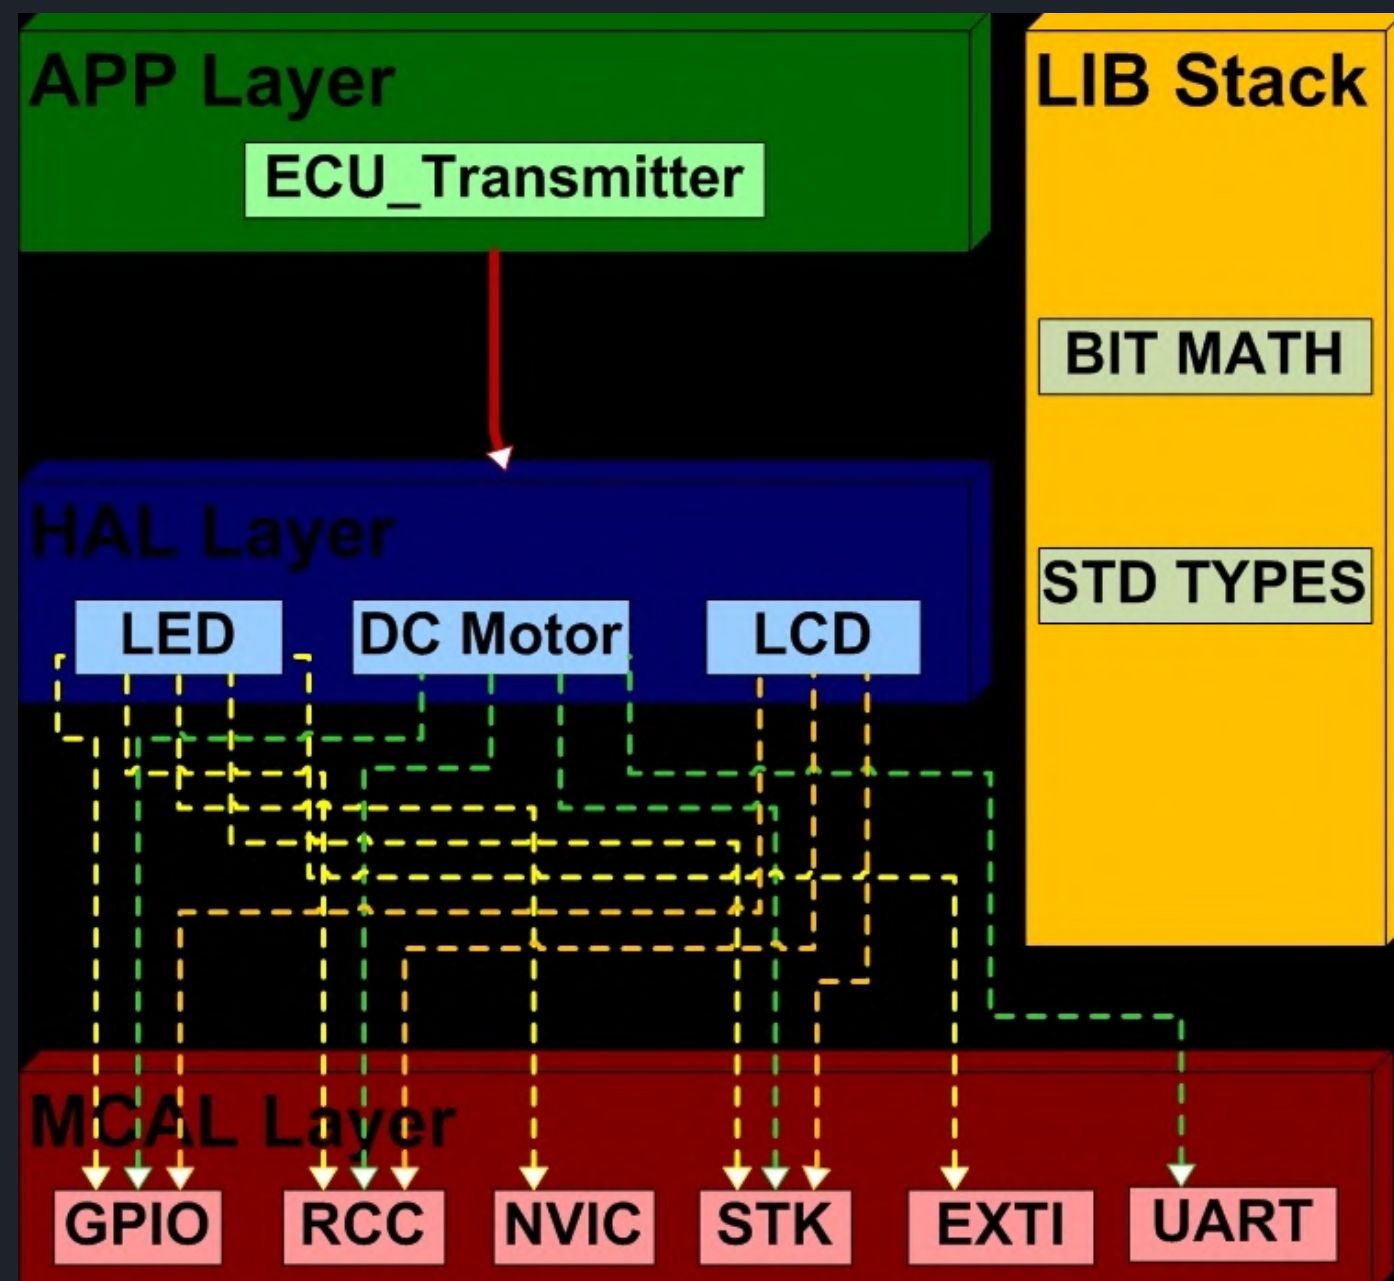 APP Layer
ECU_Transmitter
LIB Stack
BIT MATH
STD TYPES
HAL Layer
LED
DC Motor
LCD
MCAL Layer
GPIO
RCC
NVIC
STK
EXTI
UART